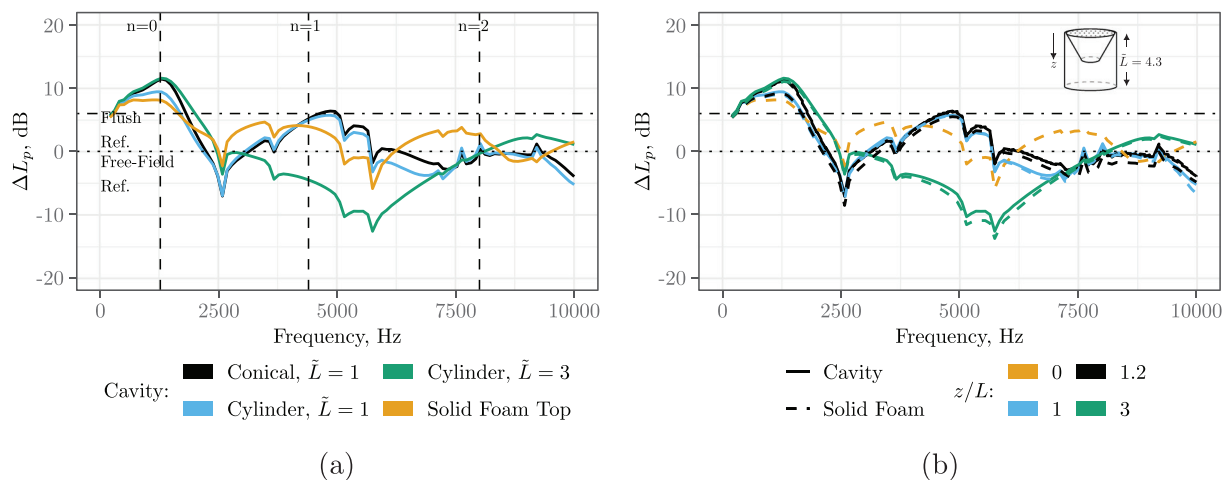 20
10
0
-10
-20
ΔL_p, dB
n=0
n=1
n=2
Flush
Ref.
Free-Field
Ref.
0
2500
5000
7500
10000
Frequency, Hz
Cavity:
Conical, L̃ = 1
Cylinder, L̃ = 3
Cylinder, L̃ = 1
Solid Foam Top
(a)
20
10
0
-10
-20
ΔL_p, dB
z
L̃ = 4.3
0
2500
5000
7500
10000
Frequency, Hz
Cavity
Solid Foam
z/L:
0
1.2
1
3
(b)